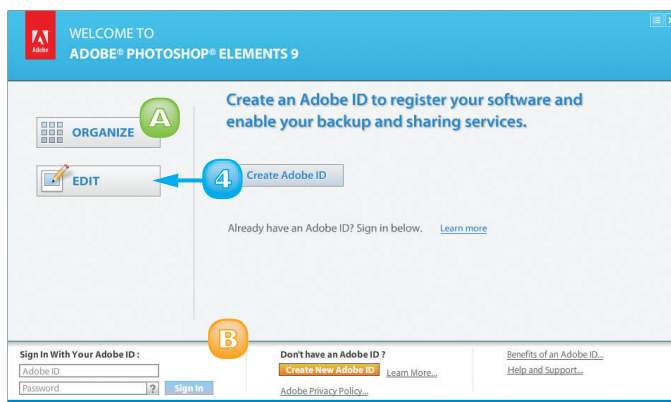 Adobe
WELCOME TO
ADOBE® PHOTOSHOP® ELEMENTS 9
Create an Adobe ID to register your software and
enable your backup and sharing services.
A
ORGANIZE
EDIT
4
Create Adobe ID
Already have an Adobe ID? Sign in below. Learn more
B
Sign In With Your Adobe ID :
Adobe ID
Password ? Sign In
Don't have an Adobe ID ?
Create New Adobe ID Learn More...
Adobe Privacy Policy...
Benefits of an Adobe ID...
Help and Support...